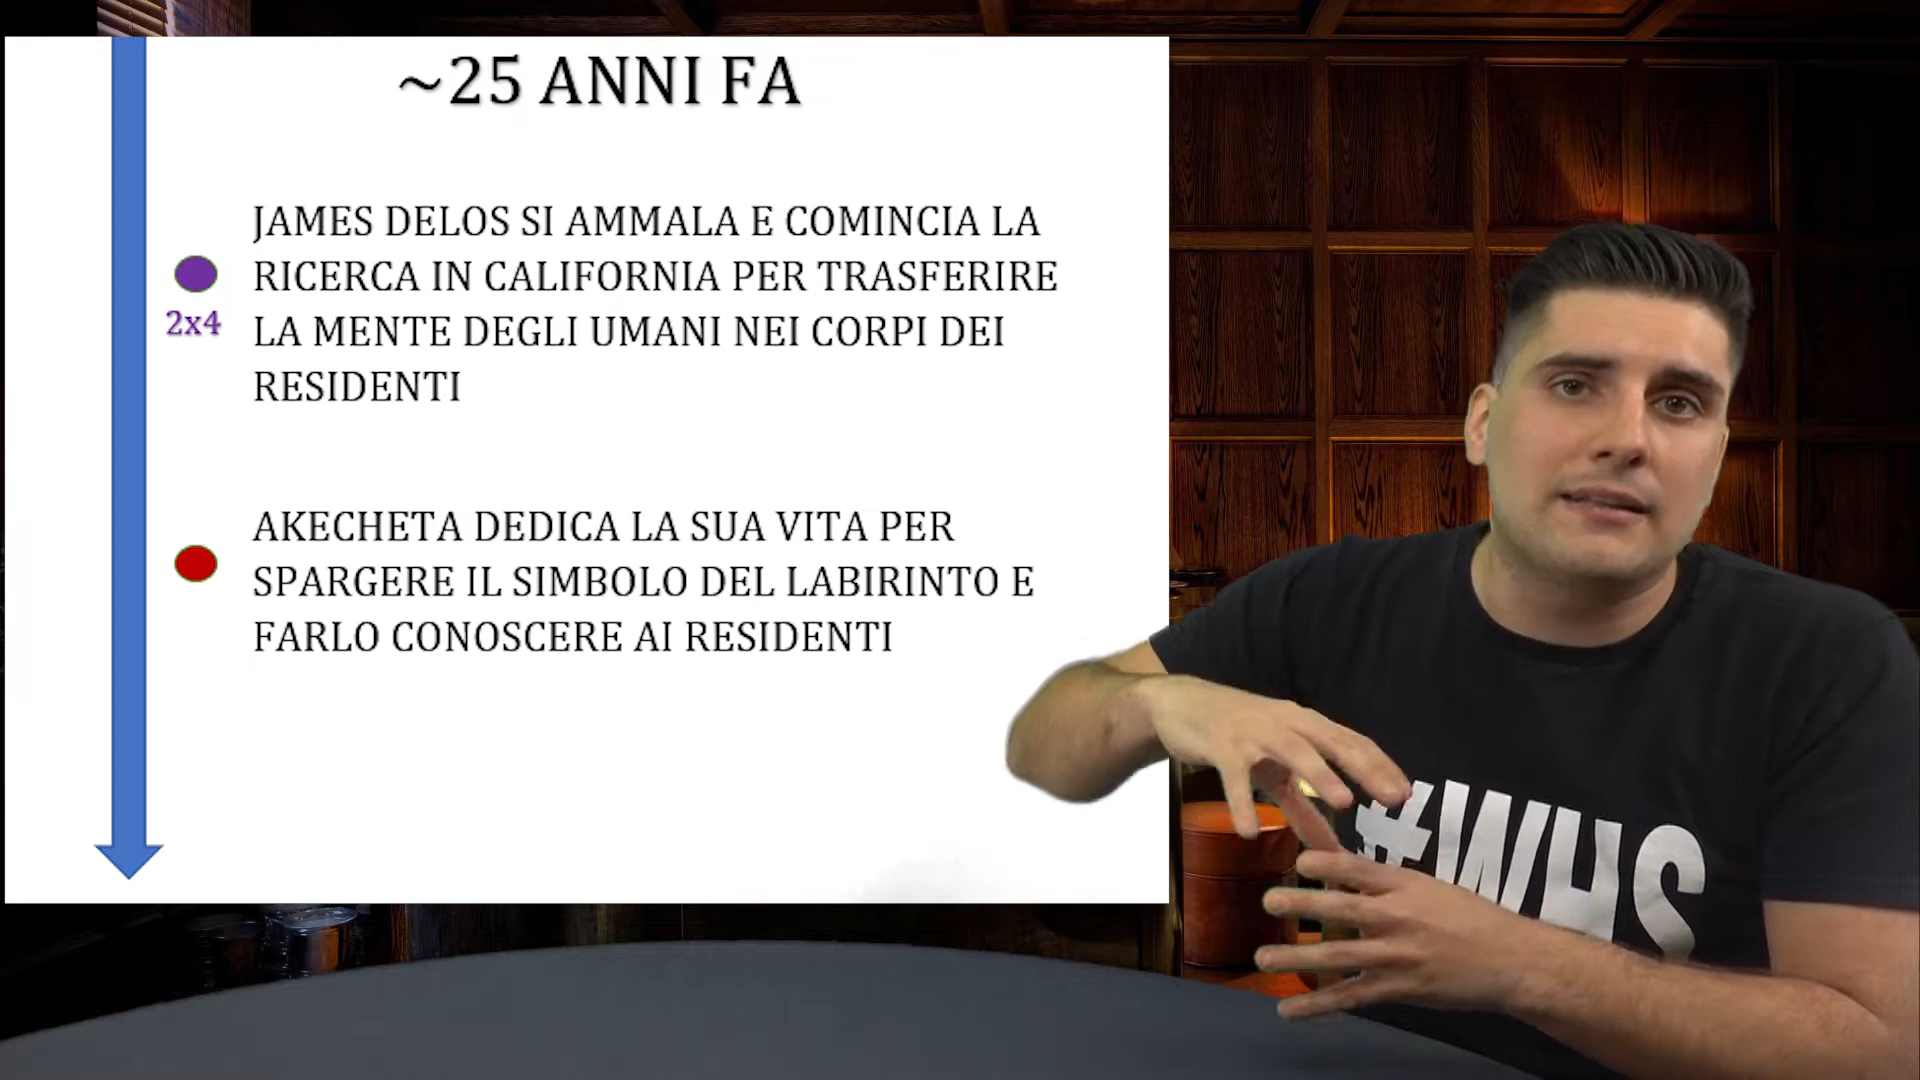 ~25 ANNI FA
JAMES DELOS SI AMMALA E COMINCIA LA
RICERCA IN CALIFORNIA PER TRASFERIRE
2x4
LA MENTE DEGLI UMANI NEI CORPI DEI
RESIDENTI
AKECHETA DEDICA LA SUA VITA PER
SPARGERE IL SIMBOLO DEL LABIRINTO E
FARLO CONOSCERE AI RESIDENTI
#WHS